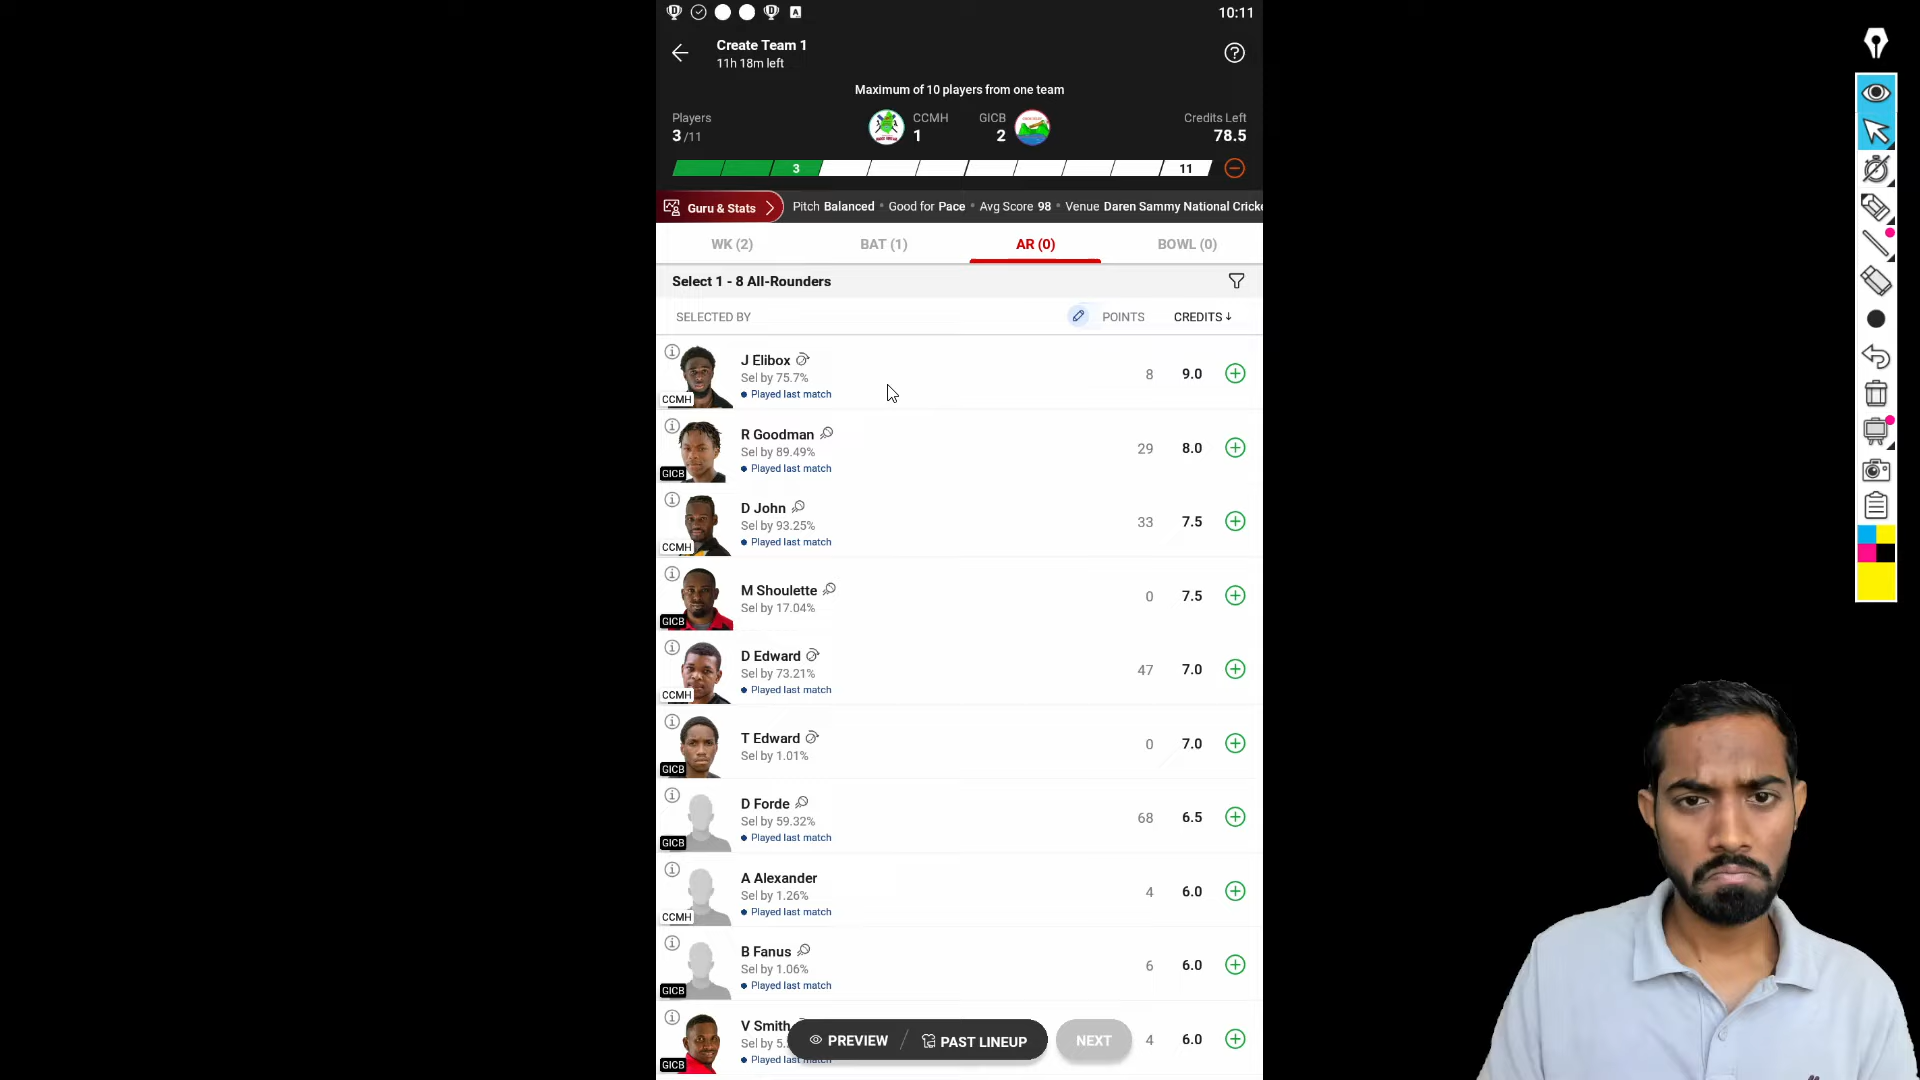 10:11
Create Team 1
11h 18m left
Maximum of 10 players from one team
Players
3 /11
CCMH
1
GICB
2
Credits Left
78.5
3
11
Guru & Stats
Pitch Balanced • Good for Pace • Avg Score 98 • Venue Daren Sammy National Cricke
WK (2)
BAT (1)
AR (0)
BOWL (0)
Select 1 - 8 All-Rounders
SELECTED BY
POINTS
CREDITS ↓
J Elibox
Sel by 75.7%
Played last match
CCMH
8
9.0
R Goodman
Sel by 89.49%
Played last match
GICB
29
8.0
D John
Sel by 93.25%
Played last match
CCMH
33
7.5
M Shoulette
Sel by 17.04%
GICB
0
7.5
D Edward
Sel by 73.21%
Played last match
CCMH
47
7.0
T Edward
Sel by 1.01%
GICB
0
7.0
D Forde
Sel by 59.32%
Played last match
GICB
68
6.5
A Alexander
Sel by 1.26%
Played last match
CCMH
4
6.0
B Fanus
Sel by 1.06%
Played last match
GICB
6
6.0
V Smith
Sel by 5.
Played last match
GICB
4
6.0
PREVIEW
PAST LINEUP
NEXT